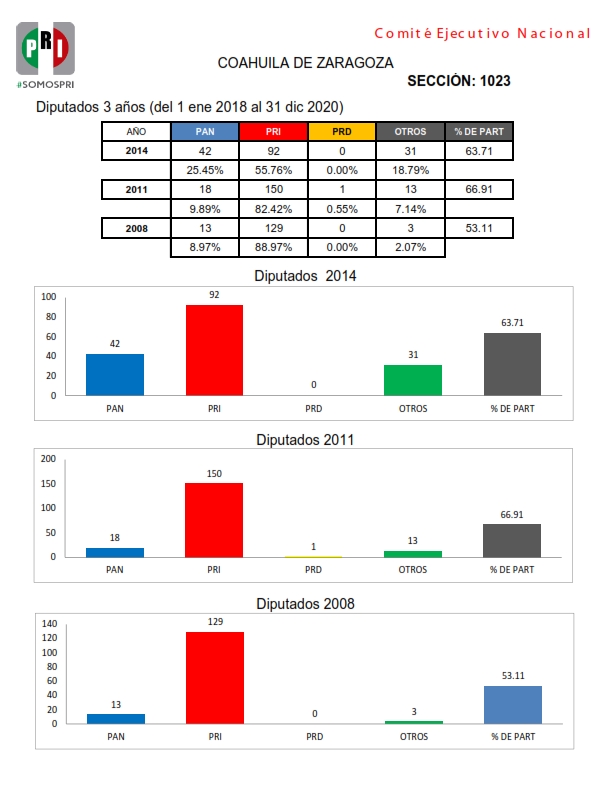 Comité Ejecutivo Nacional
PRI
#SOMOSPRI
COAHUILA DE ZARAGOZA
SECCIÓN: 1023
Diputados 3 años (del 1 ene 2018 al 31 dic 2020)
AÑO PAN PRI PRD OTROS % DE PART
2014 42 92 0 31 63.71
25.45% 55.76% 0.00% 18.79%
2011 18 150 1 13 66.91
9.89% 82.42% 0.55% 7.14%
2008 13 129 0 3 53.11
8.97% 88.97% 0.00% 2.07%
Diputados  2014
100
80
60
40
20
0
42 92 0 31 63.71
PAN PRI PRD OTROS % DE PART
Diputados 2011
200
150
100
50
0
18 150 1 13 66.91
PAN PRI PRD OTROS % DE PART
Diputados 2008
140
120
100
80
60
40
20
0
13 129 0 3 53.11
PAN PRI PRD OTROS % DE PART